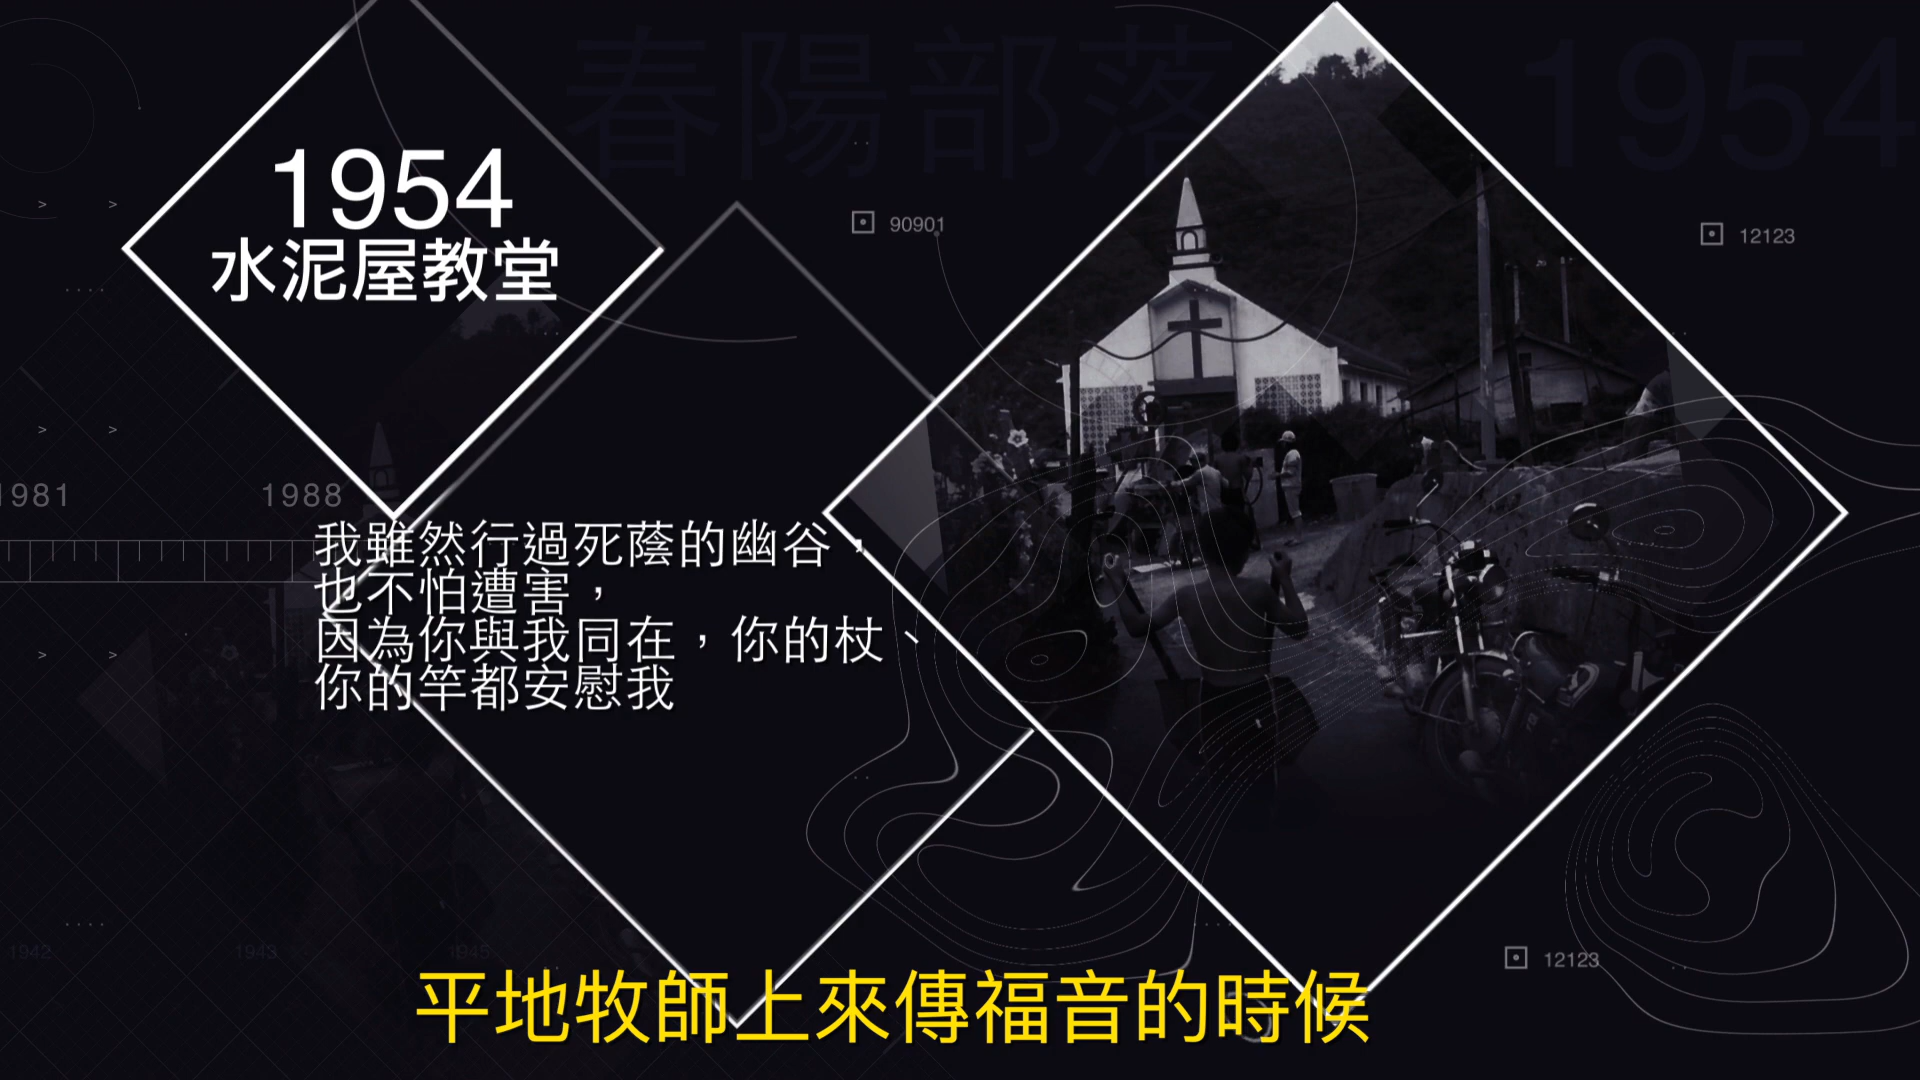 春陽部落 1954
1954
水泥屋教堂
90901
12123
1981 1988
我雖然行過死蔭的幽谷，
也不怕遭害，
因為你與我同在，你的杖、
你的竿都安慰我
1942 1943 1945
12123
平地牧師上來傳福音的時候